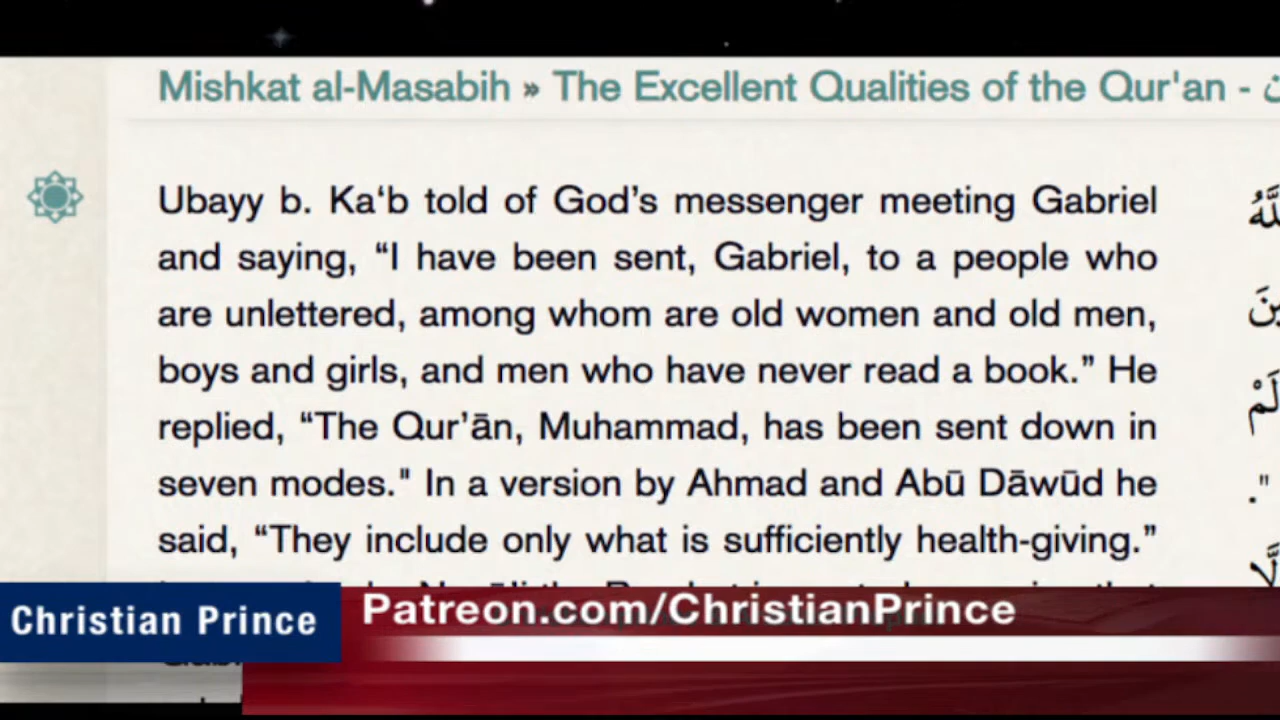 Mishkat al-Masabih » The Excellent Qualities of the Qur'an -
Ubayy b. Ka‘b told of God’s messenger meeting Gabriel
and saying, “I have been sent, Gabriel, to a people who
are unlettered, among whom are old women and old men,
boys and girls, and men who have never read a book.” He
replied, “The Qur’ān, Muhammad, has been sent down in
seven modes." In a version by Ahmad and Abū Dāwūd he
said, “They include only what is sufficiently health-giving.”
Christian Prince
Patreon.com/ChristianPrince